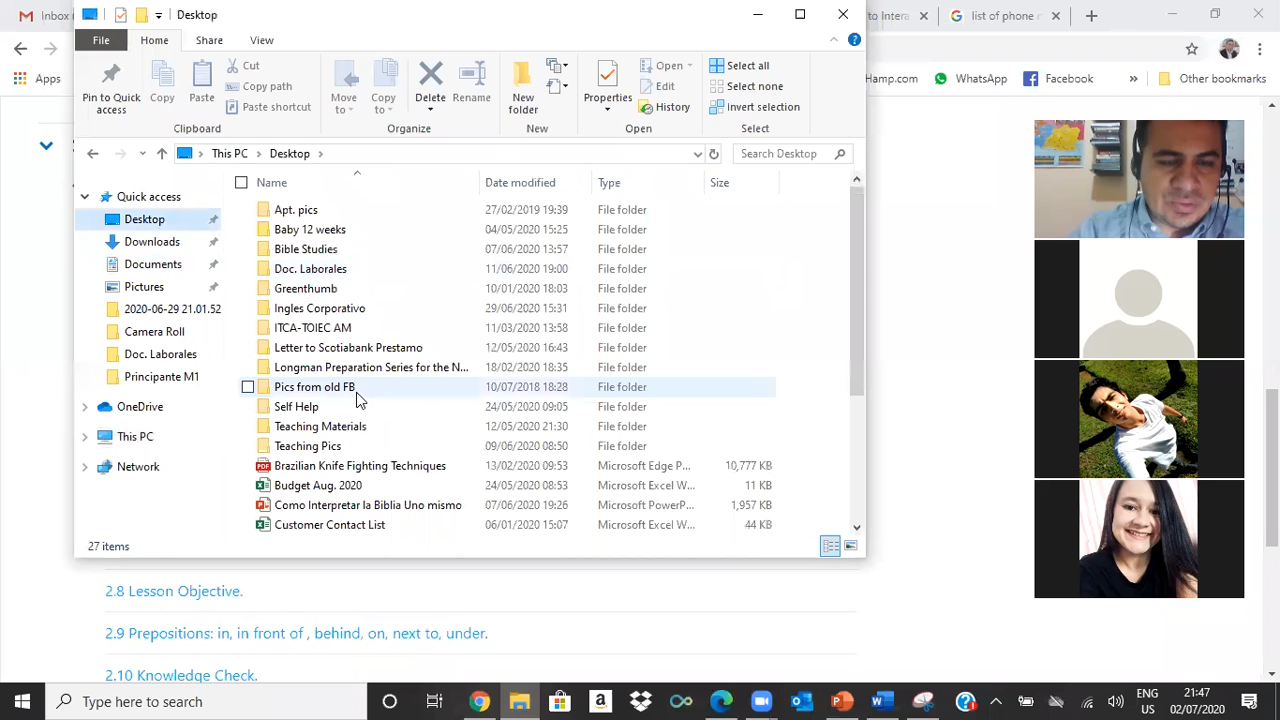 Inbox (
Desktop
to Intera
list of phone n
File
Home
Share
View
Apps
Hamp.com
WhatsApp
Facebook
»
Other bookmarks
Pin to Quick access
Copy
Paste
Cut
Copy path
Paste shortcut
Move to
Copy to
Delete
Rename
New folder
Properties
Open
Edit
History
Select all
Select none
Invert selection
Clipboard
Organize
New
Open
Select
This PC > Desktop >
Search Desktop
Name
Date modified
Type
Size
Quick access
Desktop
Downloads
Documents
Pictures
2020-06-29 21.01.52
Camera Roll
Doc. Laborales
Principante M1
OneDrive
This PC
Network
Apt. pics 27/02/2019 19:39 File folder
Baby 12 weeks 04/05/2020 15:25 File folder
Bible Studies 07/06/2020 13:57 File folder
Doc. Laborales 11/06/2020 19:00 File folder
Greenthumb 10/01/2020 18:03 File folder
Ingles Corporativo 29/06/2020 15:31 File folder
ITCA-TOIEC AM 11/03/2020 13:58 File folder
Letter to Scotiabank Prestamo 12/05/2020 16:43 File folder
Longman Preparation Series for the N... 18/02/2020 18:35 File folder
Pics from old FB 10/07/2018 18:28 File folder
Self Help 24/05/2020 09:05 File folder
Teaching Materials 12/05/2020 21:30 File folder
Teaching Pics 09/06/2020 08:50 File folder
Brazilian Knife Fighting Techniques 13/02/2020 09:53 Microsoft Edge P... 10,777 KB
Budget Aug. 2020 24/05/2020 08:53 Microsoft Excel W... 11 KB
Como Interpretar la Biblia Uno mismo 07/06/2020 19:26 Microsoft PowerP... 1,957 KB
Customer Contact List 06/01/2020 15:07 Microsoft Excel W... 44 KB
27 items
2.8 Lesson Objective.
2.9 Prepositions: in, in front of , behind, on, next to, under.
2.10 Knowledge Check.
Type here to search
ENG
US
21:47
02/07/2020